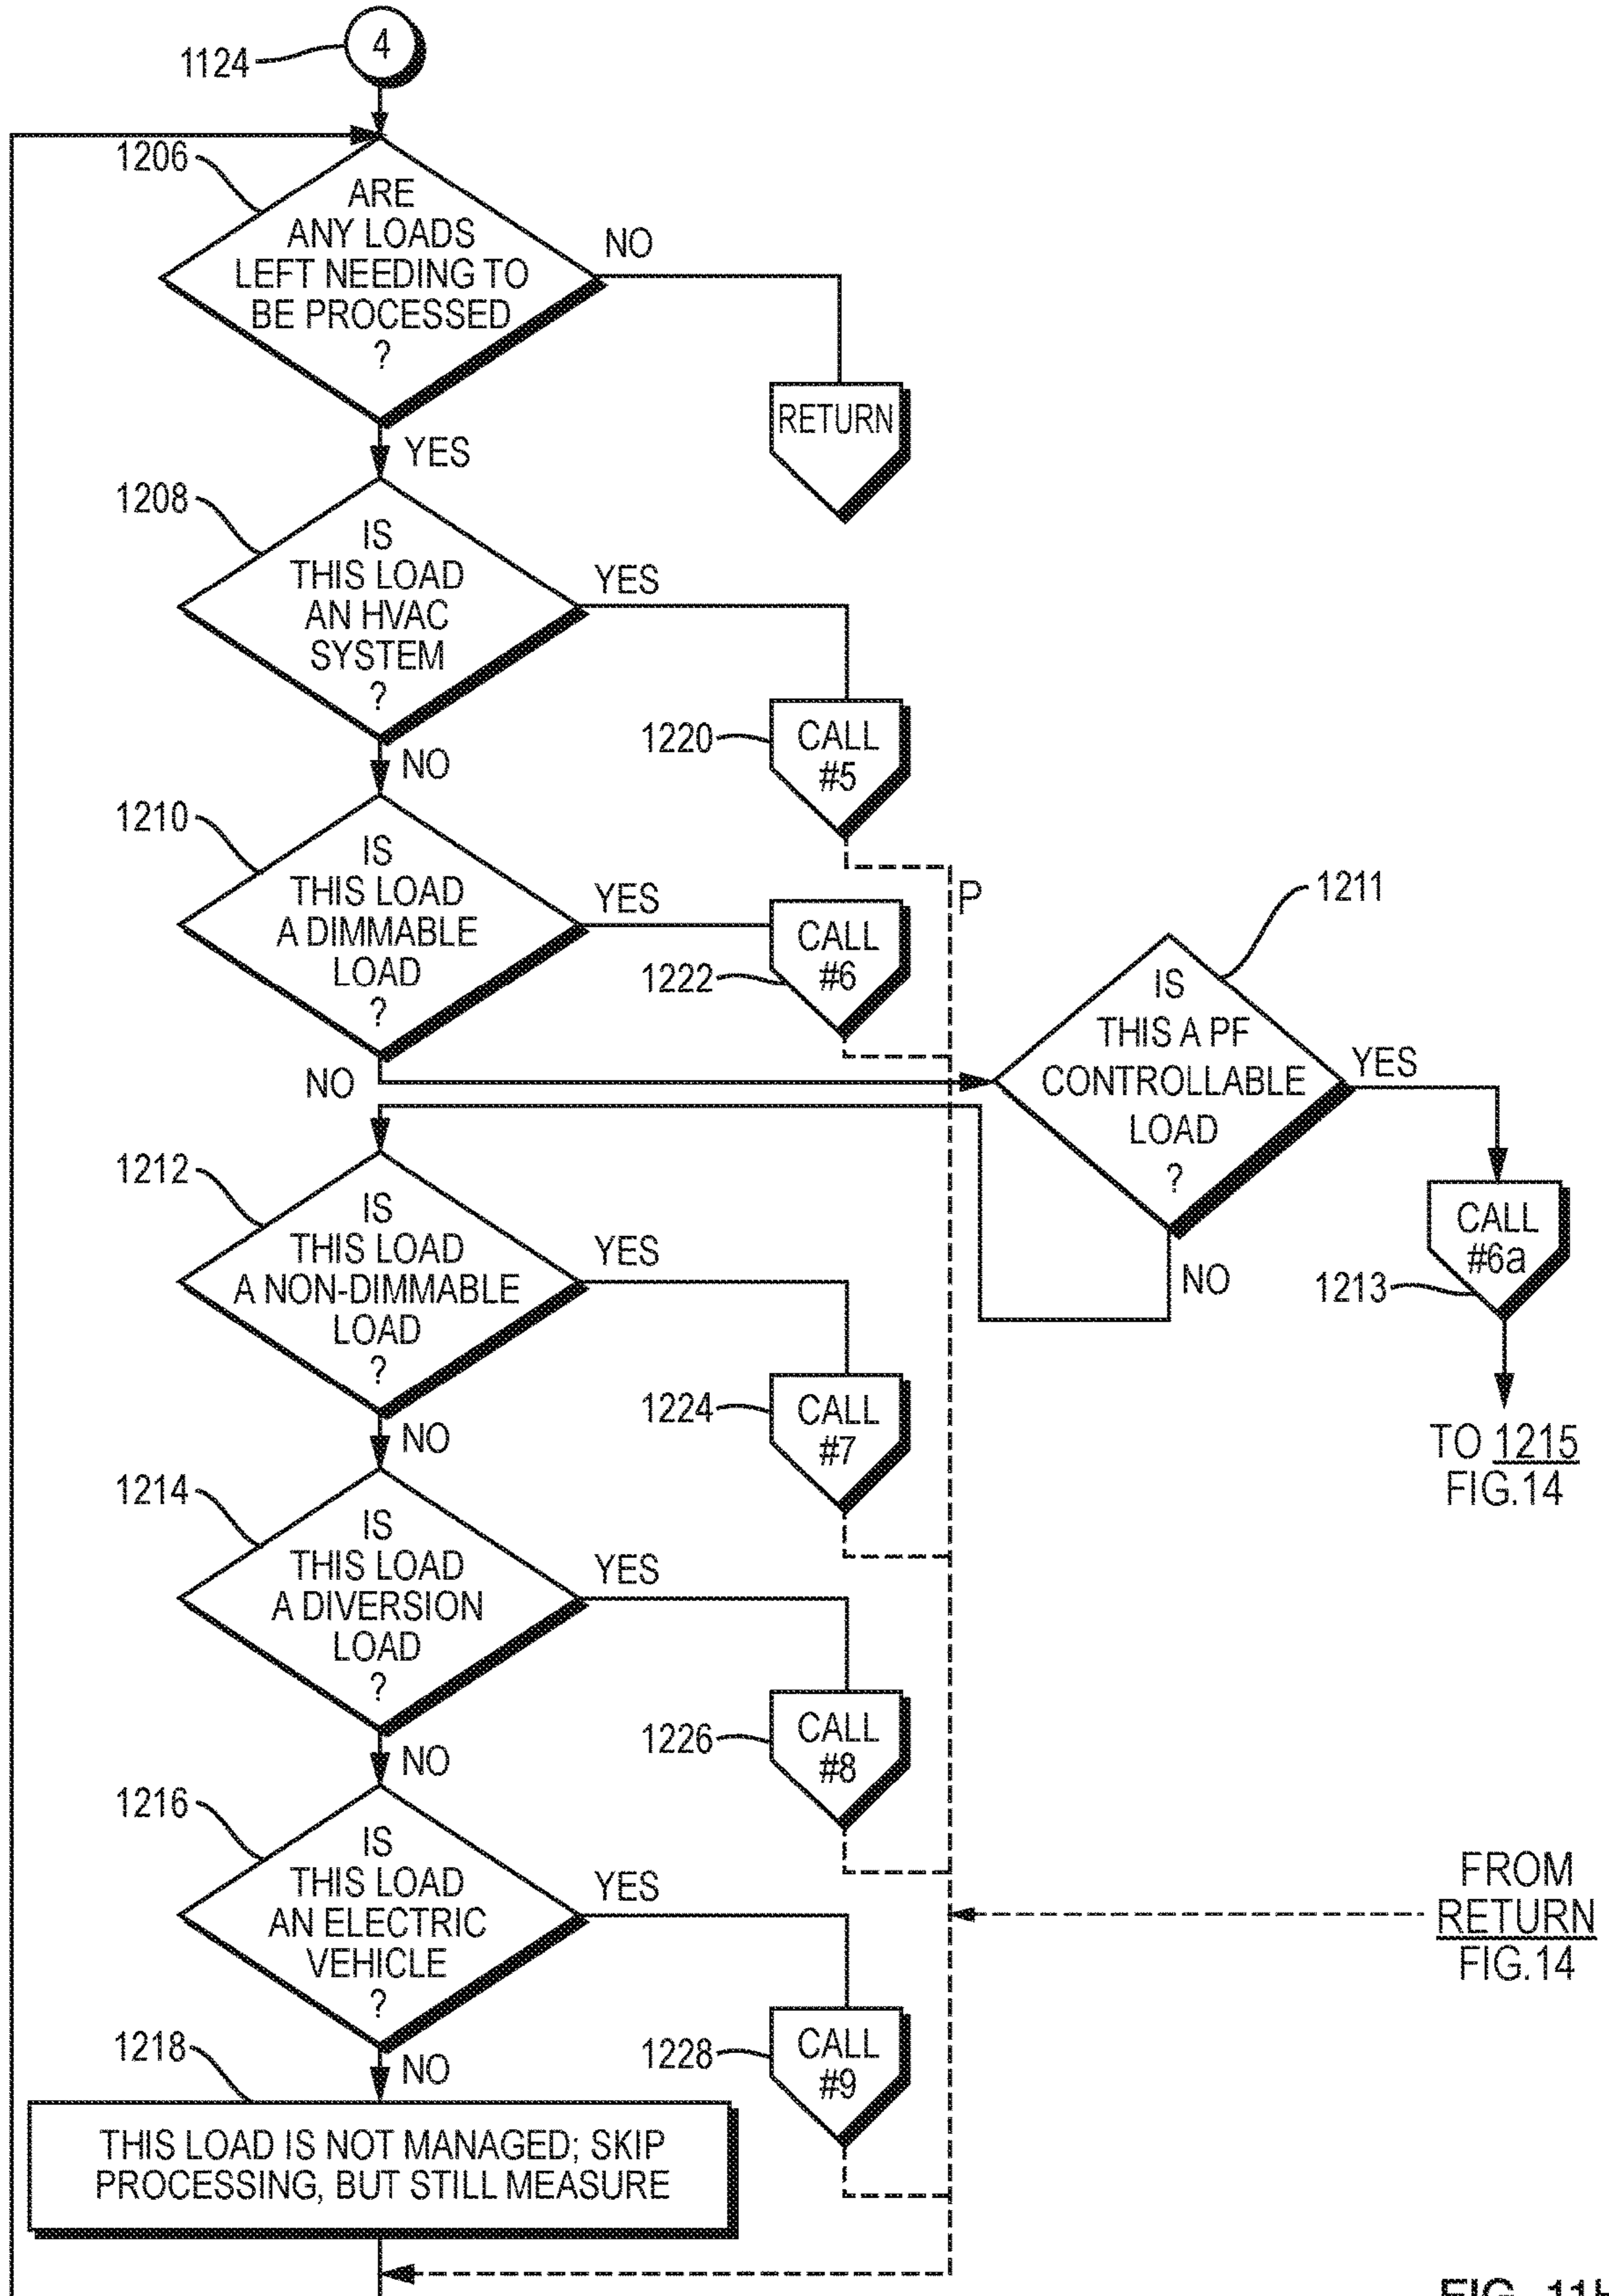 4
1124
1206
ARE
ANY LOADS
LEFT NEEDING TO
BE PROCESSED
?
NO
RETURN
YES
1208
IS
THIS LOAD
AN HVAC
SYSTEM
?
YES
1220
CALL
#5
NO
1210
IS
THIS LOAD
A DIMMABLE
LOAD
?
YES
1222
CALL
#6
P
NO
1211
IS
THIS A PF
CONTROLLABLE
LOAD
?
YES
NO
CALL
#6a
1213
TO 1215
FIG.14
1212
IS
THIS LOAD
A NON-DIMMABLE
LOAD
?
YES
1224
CALL
#7
NO
1214
IS
THIS LOAD
A DIVERSION
LOAD
?
YES
1226
CALL
#8
NO
1216
IS
THIS LOAD
AN ELECTRIC
VEHICLE
?
YES
1228
CALL
#9
FROM
RETURN
FIG.14
NO
1218
THIS LOAD IS NOT MANAGED; SKIP
PROCESSING, BUT STILL MEASURE
FIG.